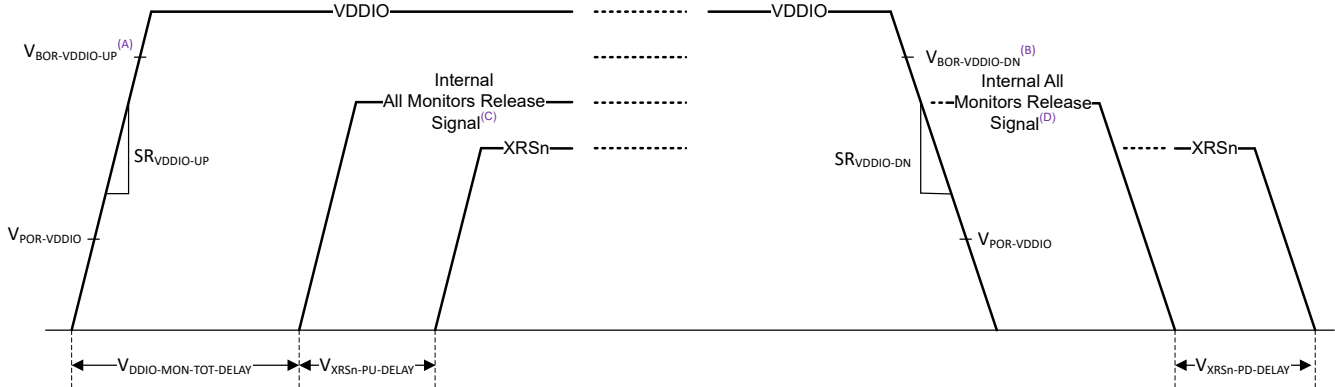 VDDIO
VDDIO
VBOR-VDDIO-UP(A)
VBOR-VDDIO-DN(B)
Internal
All Monitors Release
Signal(C)
Internal All
Monitors Release
Signal(D)
XRSn
XRSn
SRVDDIO-UP
SRVDDIO-DN
VPOR-VDDIO
VPOR-VDDIO
VDDIO-MON-TOT-DELAY
VXRSn-PU-DELAY
VXRSn-PD-DELAY